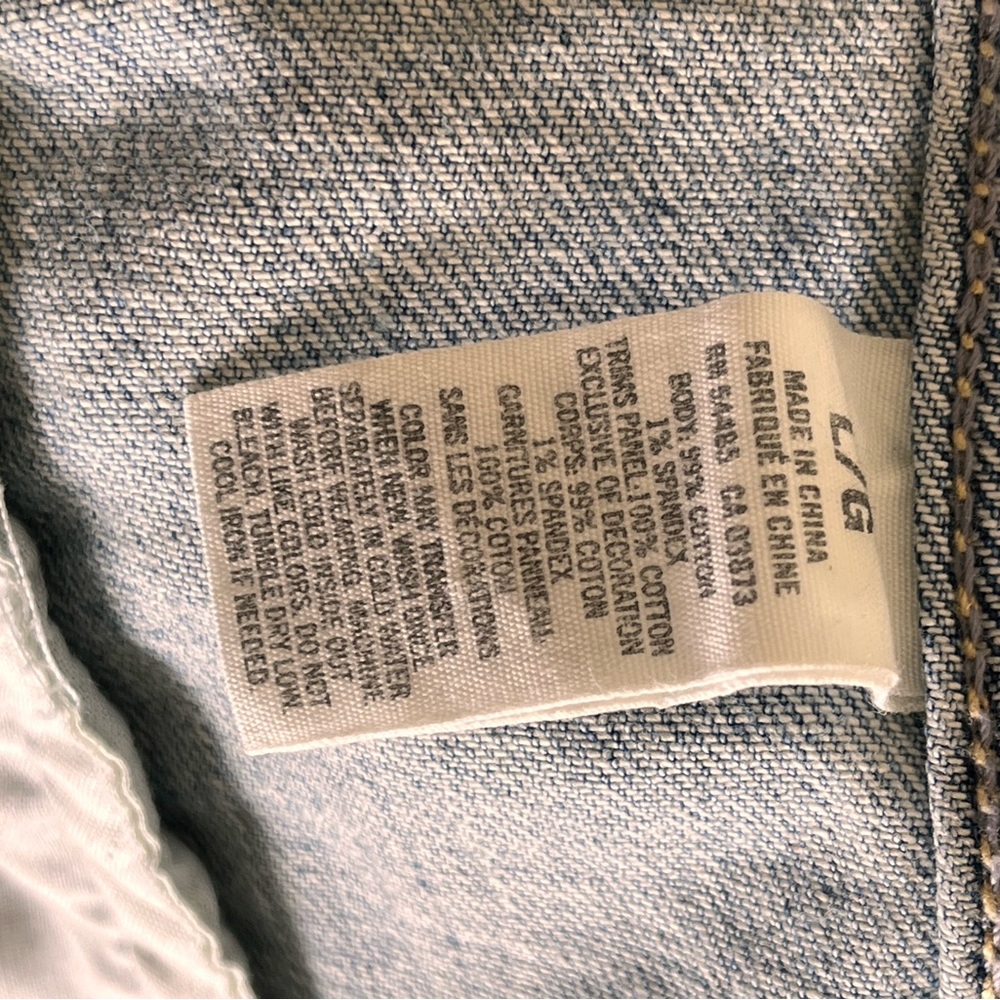 L/G
MADE IN CHINA
FABRIQUÉ EN CHINE
RN 54485 CA 01873
BODY: 99% COTTON
1% SPANDEX
TRIMS PANEL:100% COTTON
EXCLUSIVE OF DECORATION
CORPS: 99% COTON
1% SPANDEX
GARNITURES PANNEAU
100% COTON
SANS LES DÉCORATIONS
COLOR MAY TRANSFER
WHEN NEW. WASH ONCE
SEPARATELY IN COLD WATER
BEFORE WEARING. MACHINE
WASH COLD INSIDE OUT
WITH LIKE COLORS. DO NOT
BLEACH TUMBLE DRY LOW
COOL IRON IF NEEDED